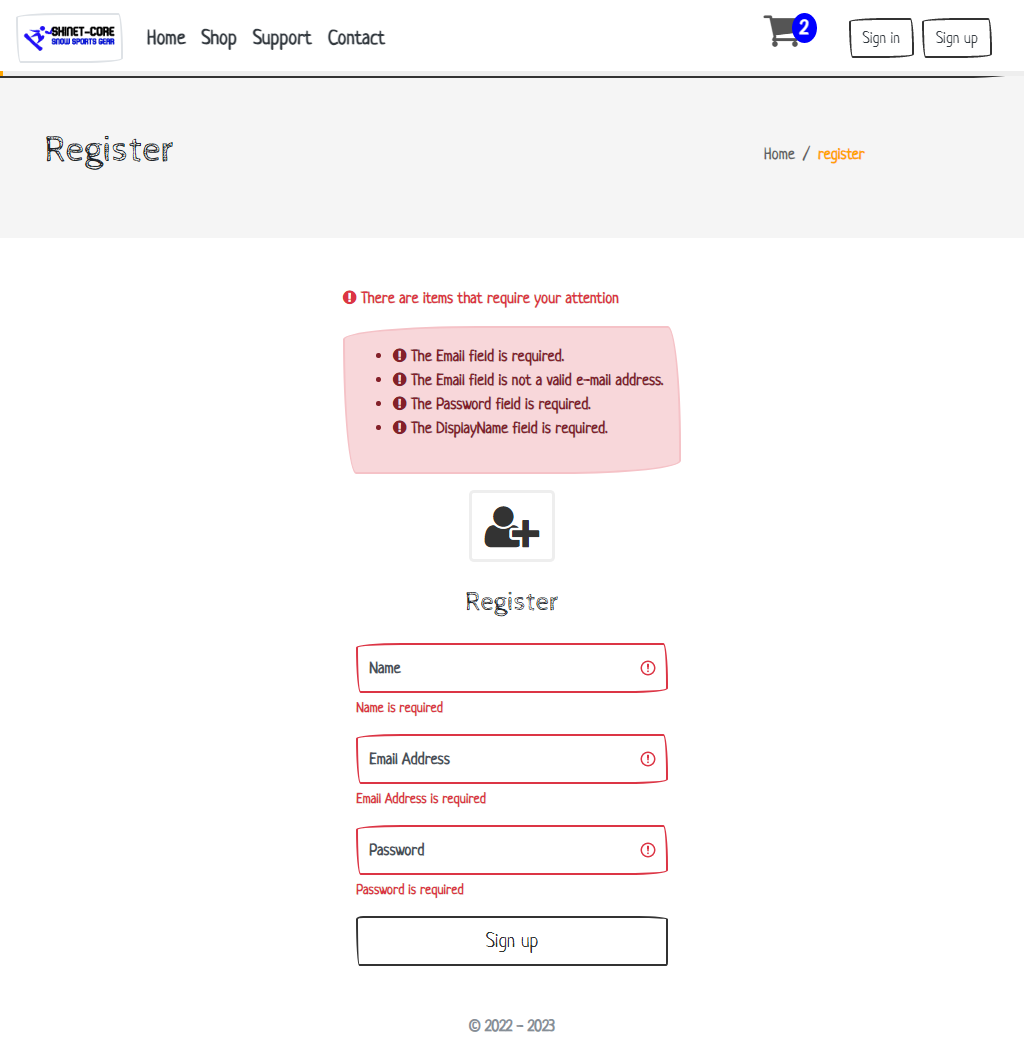 SHINET-CORE
SNOW SPORTS GEAR
Home Shop Support Contact
2
Sign in Sign up
Register
Home / register
There are items that require your attention
The Email field is required.
The Email field is not a valid e-mail address.
The Password field is required.
The DisplayName field is required.
Register
Name
Name is required
Email Address
Email Address is required
Password
Password is required
Sign up
© 2022 - 2023